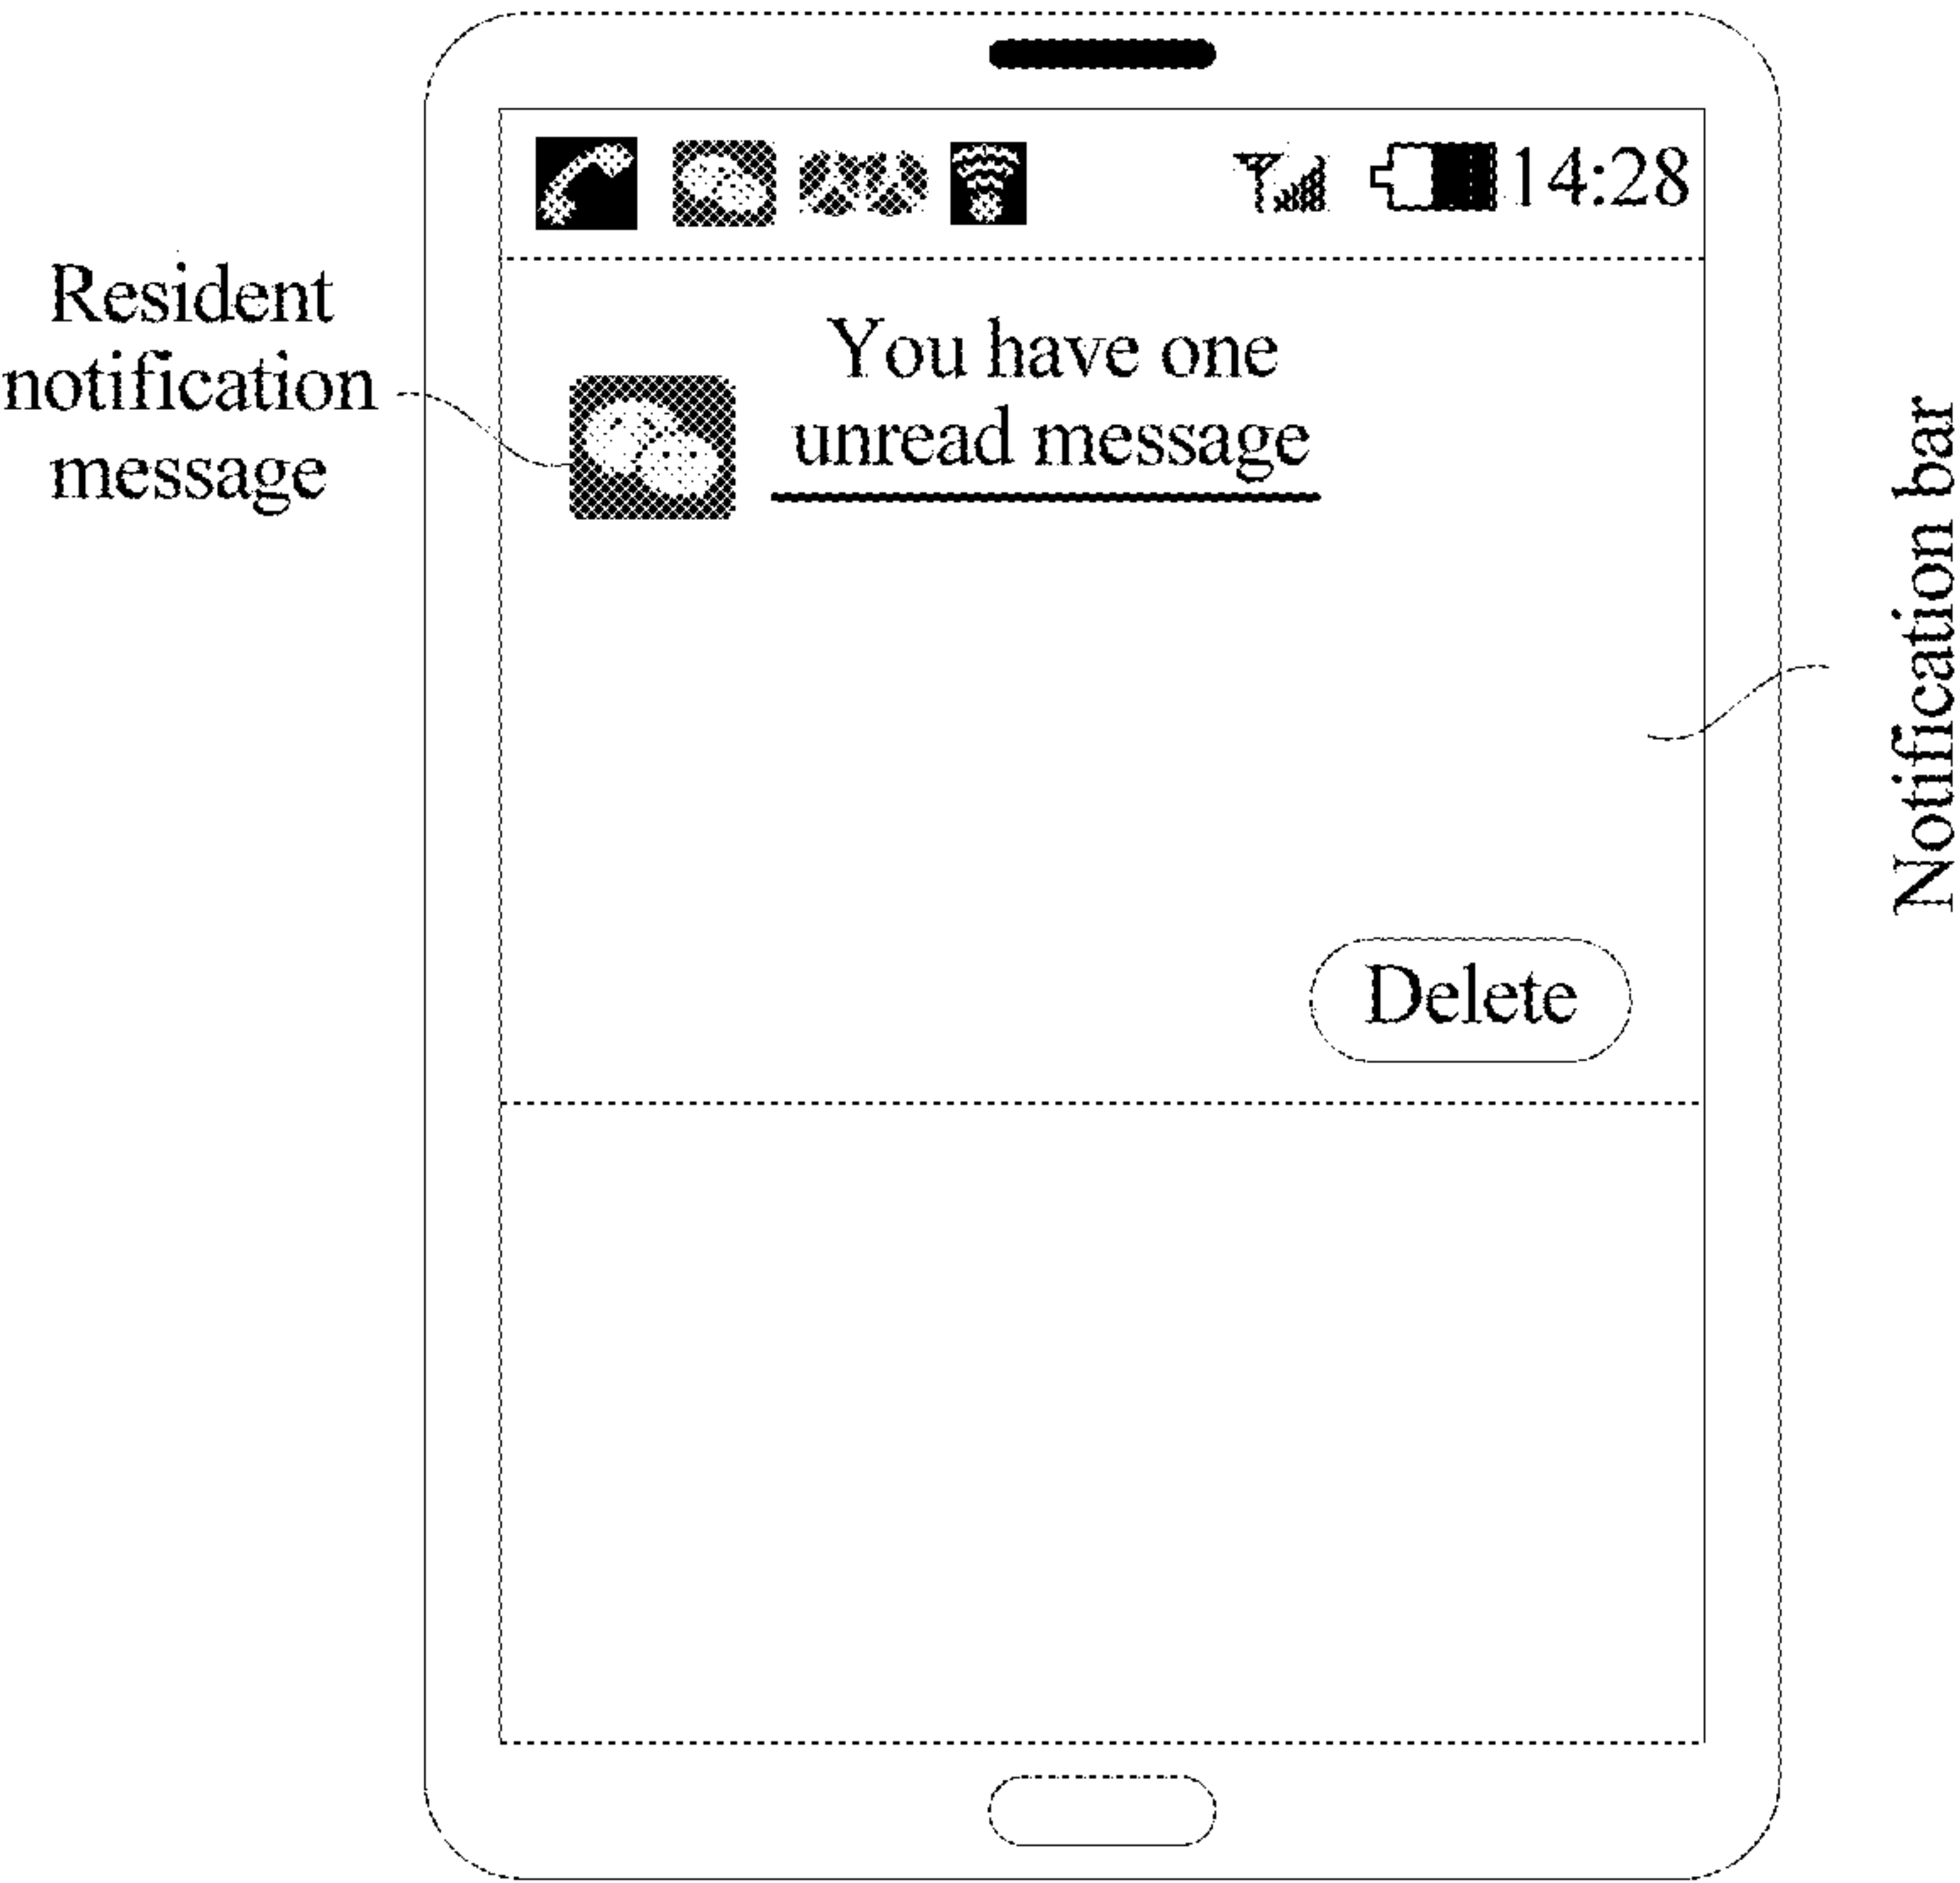 14:28
Resident
notification
message
You have one
unread message
Notification bar
Delete